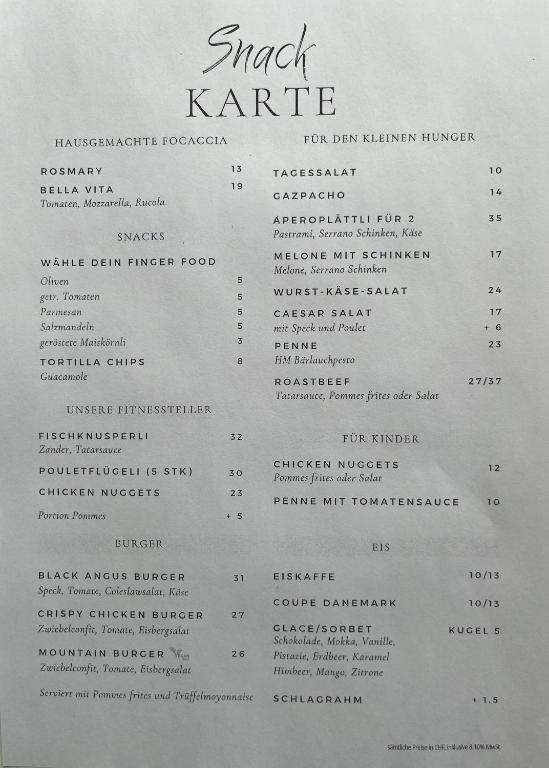 Snack
KARTE
HAUSGEMACHTE FOCACCIA
ROSMARY 13
BELLA VITA 19
Tomaten, Mozzarella, Rucola
SNACKS
WÄHLE DEIN FINGER FOOD
Oliven 5
getr. Tomaten 5
Parmesan 5
Salzmandeln 5
geröstete Maiskörnli 3
TORTILLA CHIPS 8
Guacamole
UNSERE FITNESSTELLER
FISCHKNUSPERLI 32
Zander, Tatarsauce
POULETFLÜGELI (5 STK) 30
CHICKEN NUGGETS 23
Portion Pommes + 5
BURGER
BLACK ANGUS BURGER 31
Speck, Tomate, Coleslawsalat, Käse
CRISPY CHICKEN BURGER 27
Zwiebelconfit, Tomate, Eisbergsalat
MOUNTAIN BURGER 26
Zwiebelconfit, Tomate, Eisbergsalat
Serviert mit Pommes frites und Trüffelmayonnaise
FÜR DEN KLEINEN HUNGER
TAGESSALAT 10
GAZPACHO 14
APEROPLÄTTLI FÜR 2 35
Pastrami, Serrano Schinken, Käse
MELONE MIT SCHINKEN 17
Melone, Serrano Schinken
WURST-KÄSE-SALAT 24
CAESAR SALAT 17
mit Speck und Poulet + 6
PENNE 23
HM Bärlauchpesto
ROASTBEEF 27/37
Tatarsauce, Pommes frites oder Salat
FÜR KINDER
CHICKEN NUGGETS 12
Pommes frites oder Salat
PENNE MIT TOMATENSAUCE 10
EIS
EISKAFFE 10/13
COUPE DANEMARK 10/13
GLACE/SORBET KUGEL 5
Schokolade, Mokka, Vanille,
Pistazie, Erdbeer, Karamel
Himbeer, Mango, Zitrone
SCHLAGRAHM + 1.5
sämtliche Preise in CHF, inklusive 8.10% MwSt